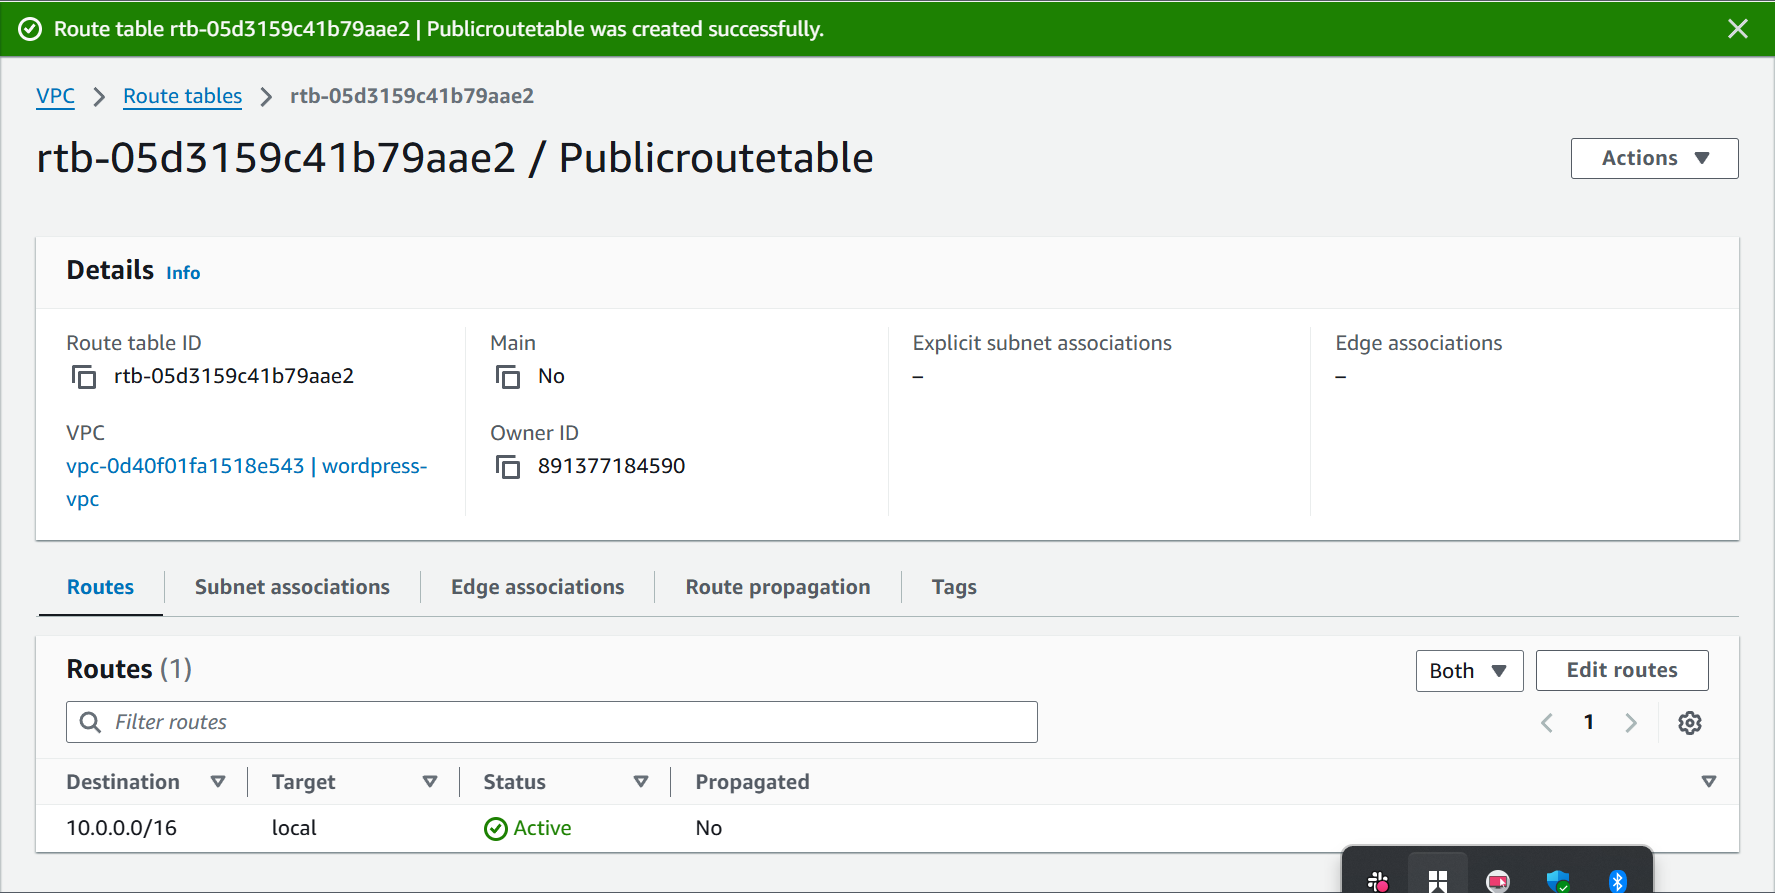 Route table rtb-05d3159c41b79aae2 | Publicroutetable was created successfully.
VPC > Route tables > rtb-05d3159c41b79aae2
rtb-05d3159c41b79aae2 / Publicroutetable
Actions
Details Info
Route table ID
rtb-05d3159c41b79aae2
Main
No
Explicit subnet associations
–
Edge associations
–
VPC
vpc-0d40f01fa1518e543 | wordpress-
vpc
Owner ID
891377184590
Routes Subnet associations Edge associations Route propagation Tags
Routes (1)
Both Edit routes
Filter routes
1
Destination Target Status Propagated
10.0.0.0/16 local Active No